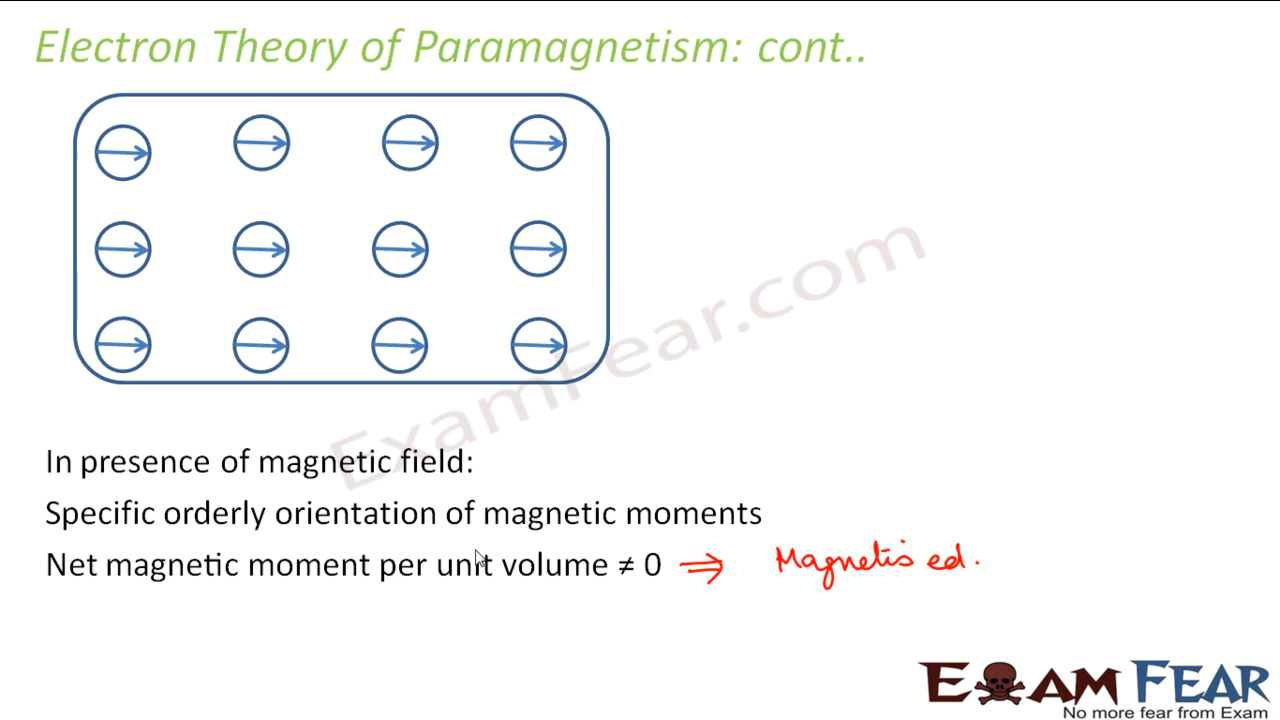 Electron Theory of Paramagnetism: cont..
ExamFear.com
In presence of magnetic field:
Specific orderly orientation of magnetic moments
Net magnetic moment per unit volume ≠ 0 ⇒ Magnetised.
EXAM FEAR
No more fear from Exam